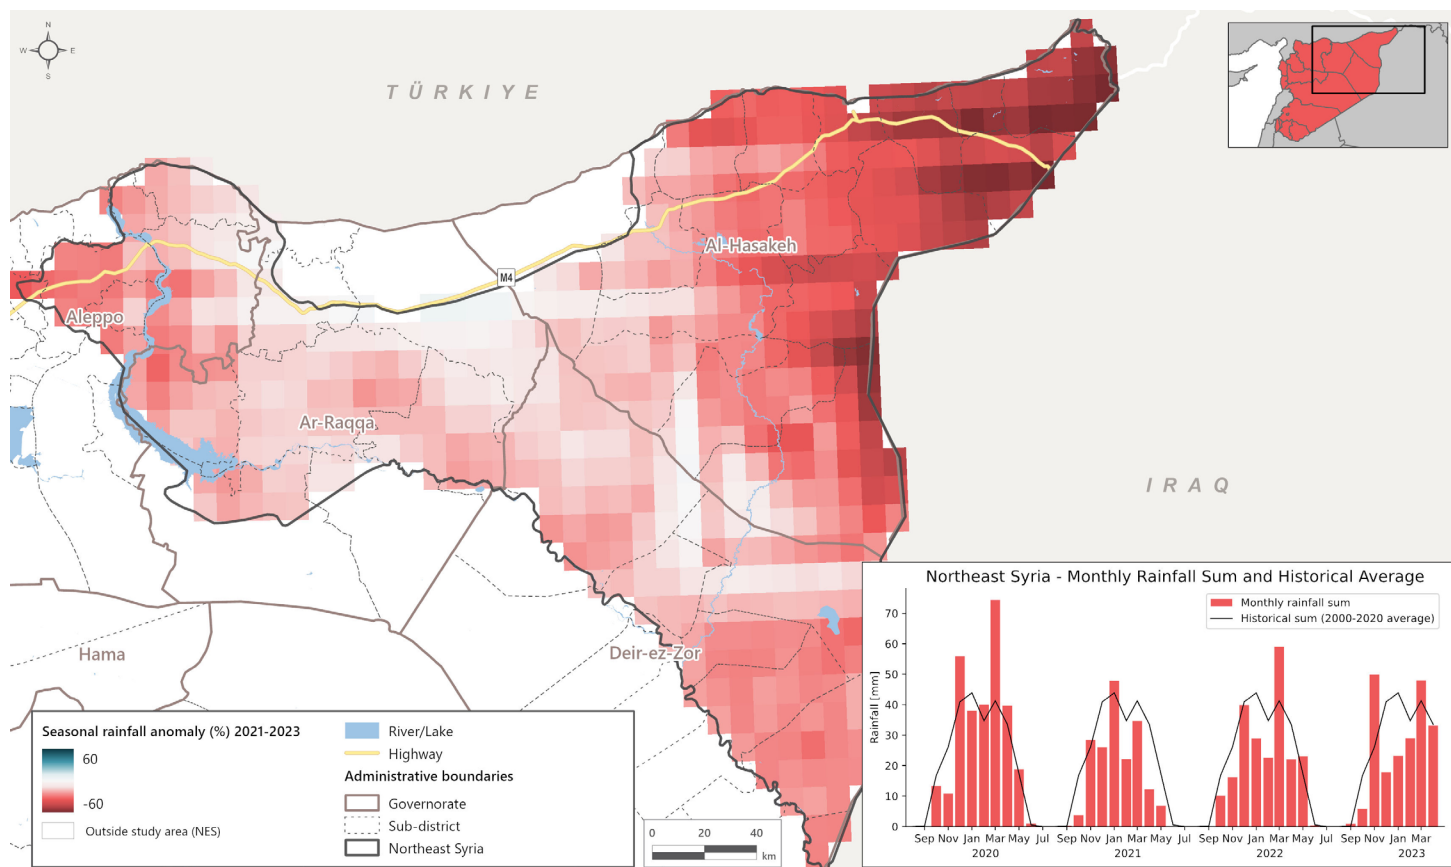 N
W E
S
TÜRKIYE
M4
Al-Hasakeh
Aleppo
Ar-Raqqa
IRAQ
Hama
Deir-ez-Zor
Seasonal rainfall anomaly (%) 2021-2023
60
-60
Outside study area (NES)
River/Lake
Highway
Administrative boundaries
Governorate
Sub-district
Northeast Syria
0 20 40
km
Northeast Syria - Monthly Rainfall Sum and Historical Average
Monthly rainfall sum
Historical sum (2000-2020 average)
Rainfall [mm]
70
60
50
40
30
20
10
0
Sep Nov Jan Mar May Jul Sep Nov Jan Mar May Jul Sep Nov Jan Mar May Jul Sep Nov Jan Mar
2020 2021 2022 2023